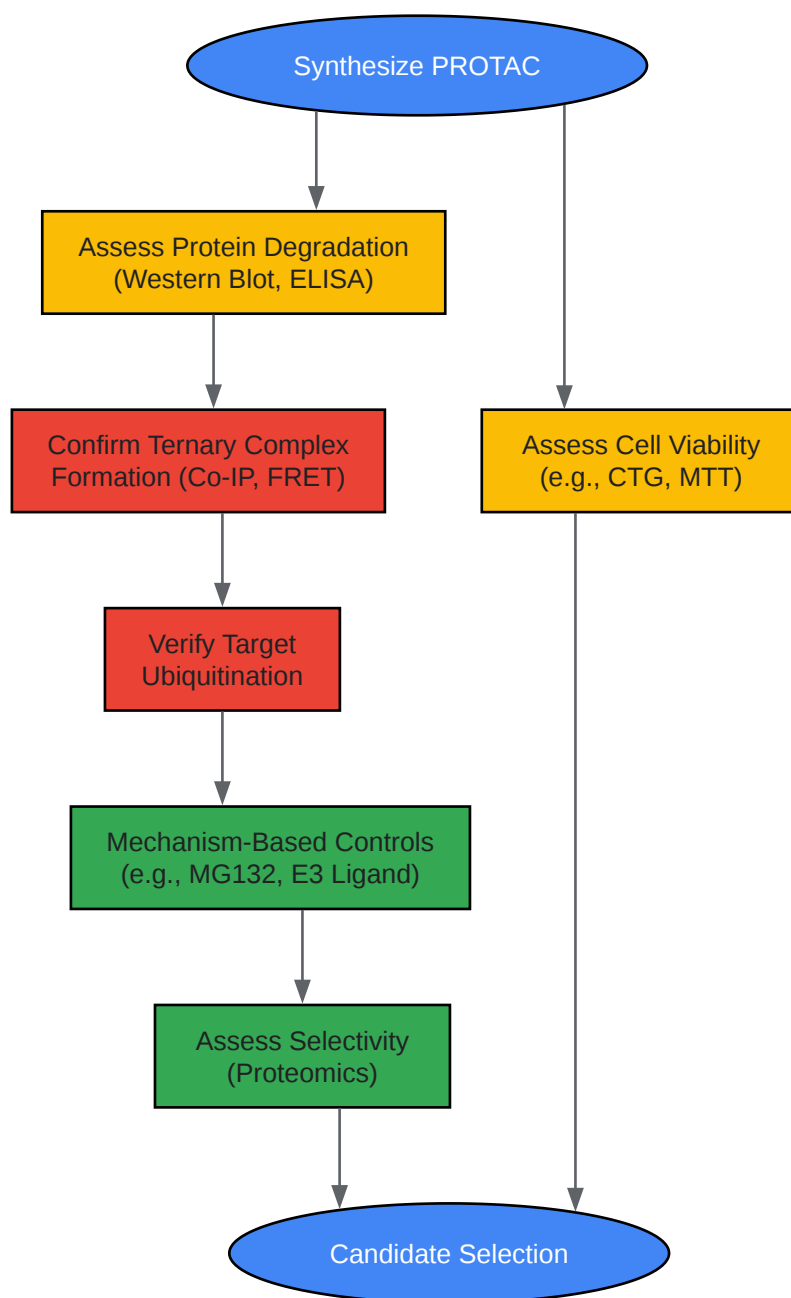 Synthesize PROTAC
Assess Protein Degradation
(Western Blot, ELISA)
Confirm Ternary Complex
Formation (Co-IP, FRET)
Assess Cell Viability
(e.g., CTG, MTT)
Verify Target
Ubiquitination
Mechanism-Based Controls
(e.g., MG132, E3 Ligand)
Assess Selectivity
(Proteomics)
Candidate Selection